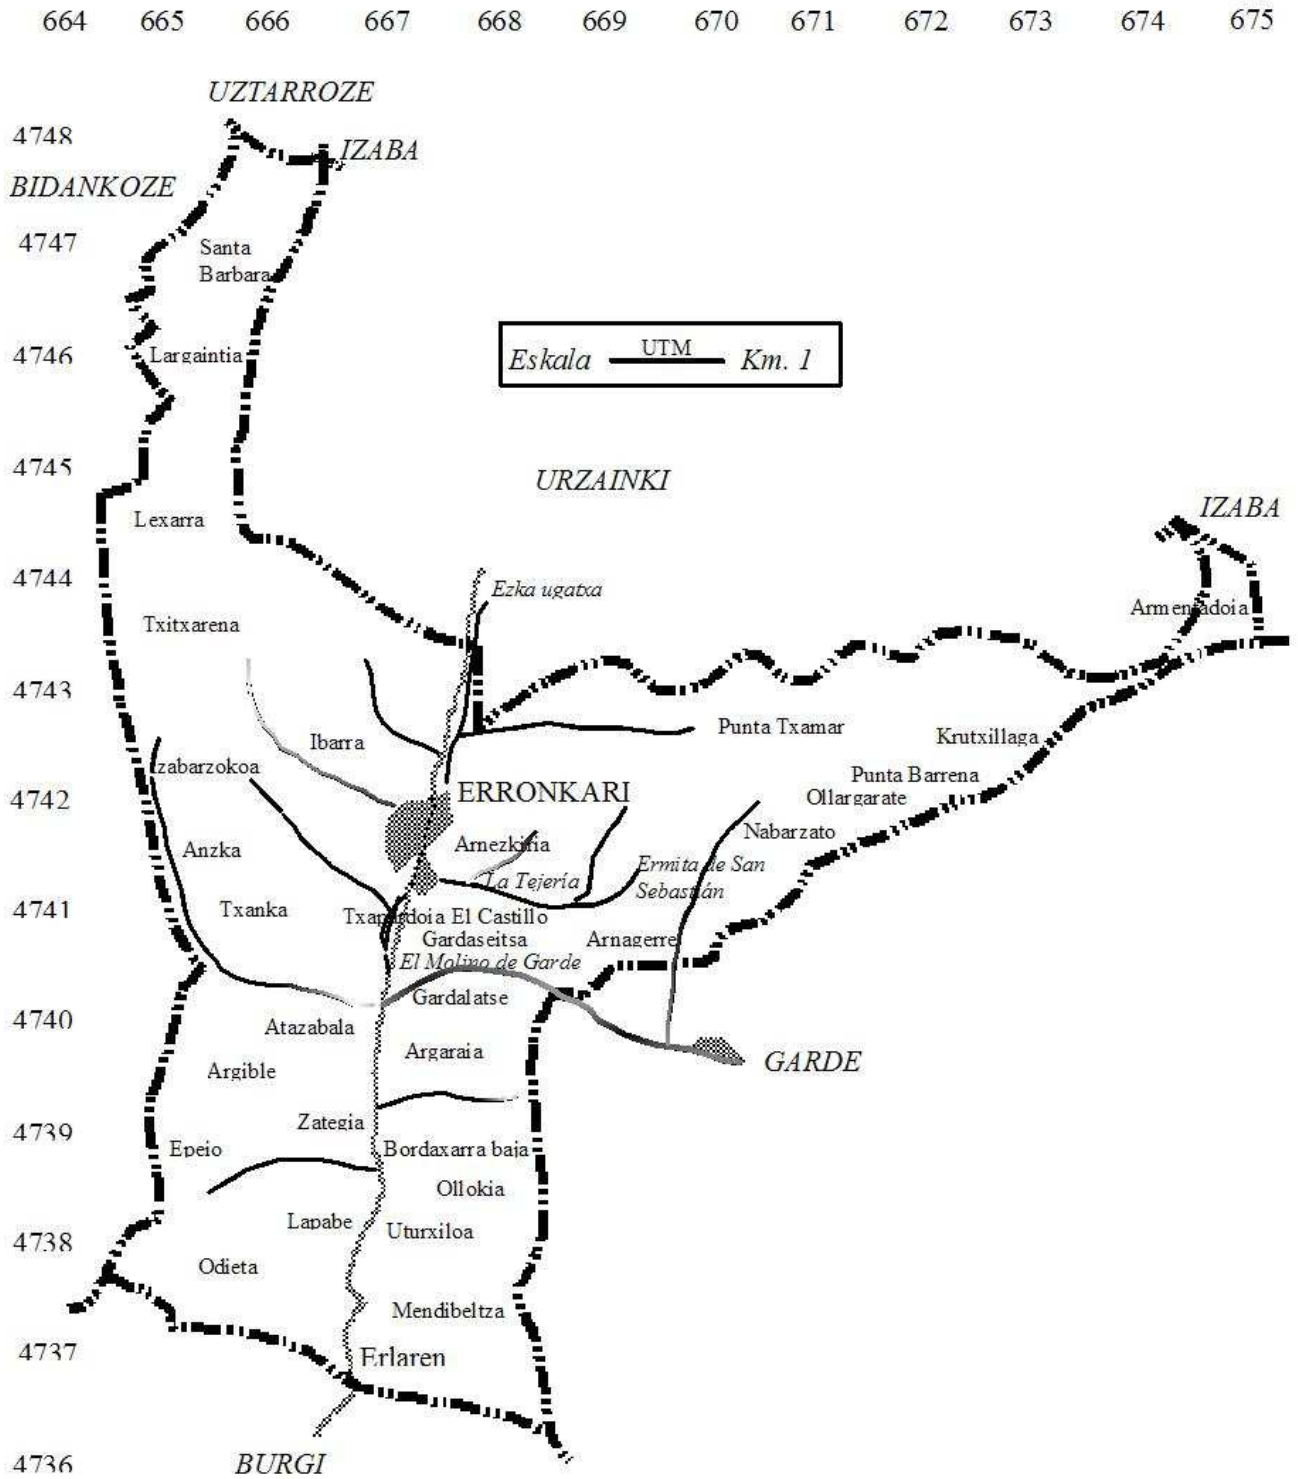 664 665 666 667 668 669 670 671 672 673 674 675
UZTARROZE
4748
IZABA
BIDANKOZE
4747
Santa
Barbara
4746
Largaintia
UTM
Eskala Km. 1
4745
URZAINKI
IZABA
Lexarra
4744
Ezka ugatxa
Armentadoia
Txitxarena
4743
Punta Txamar
Krutxillaga
Ibarra
Izabarzokoa
Punta Barrena
4742
ERRONKARI
Ollargarate
Nabarzato
Anzka
Arnezkiria
Ermita de San
Sebastián
La Tejería
4741
Txanka
Txapardoia El Castillo
Gardaseitsa
Arnagerre
El Molino de Garde
Gardalatse
4740
Atazabala
Argaraia
GARDE
Argible
Zategia
4739
Epeio
Bordaxarra baja
Ollokia
Lapabe
Uturxiloa
4738
Odieta
Mendibeltza
4737
Erlaren
4736
BURGI